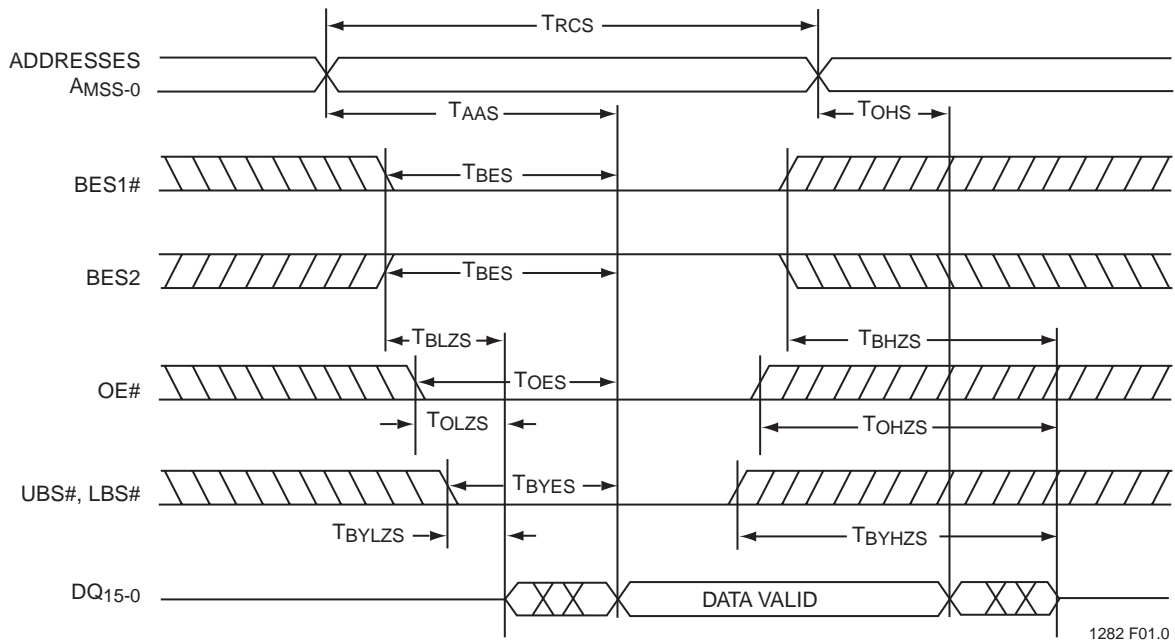 TRCS
ADDRESSES
AMSS-0
TAAS
TOHS
BES1#
TBES
BES2
TBES
TBLZS
TBHZS
OE#
TOES
TOLZS
TOHZS
UBS#, LBS#
TBYES
TBYLZS
TBYHZS
DQ15-0
DATA VALID
1282 F01.0